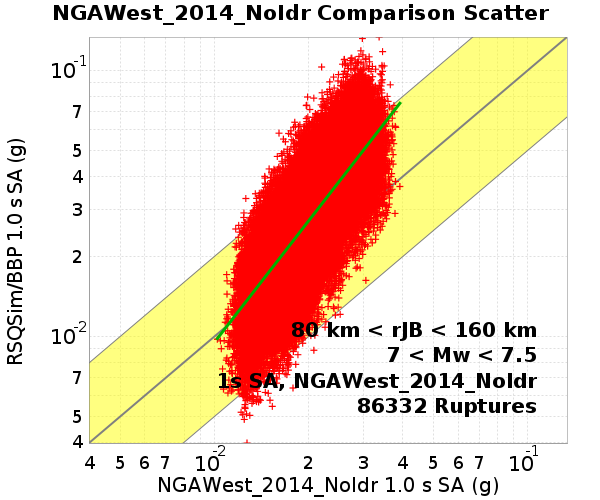 NGAWest_2014_NoIdr Comparison Scatter
RSQSim/BBP 1.0 s SA (g)
10-1
7
5
4
3
2
10-2
7
5
4
80 km < rJB < 160 km
7 < Mw < 7.5
1s SA, NGAWest_2014_NoIdr
86332 Ruptures
4 5 6 7 10-2 2 3 4 5 6 7 10-1
NGAWest_2014_NoIdr 1.0 s SA (g)